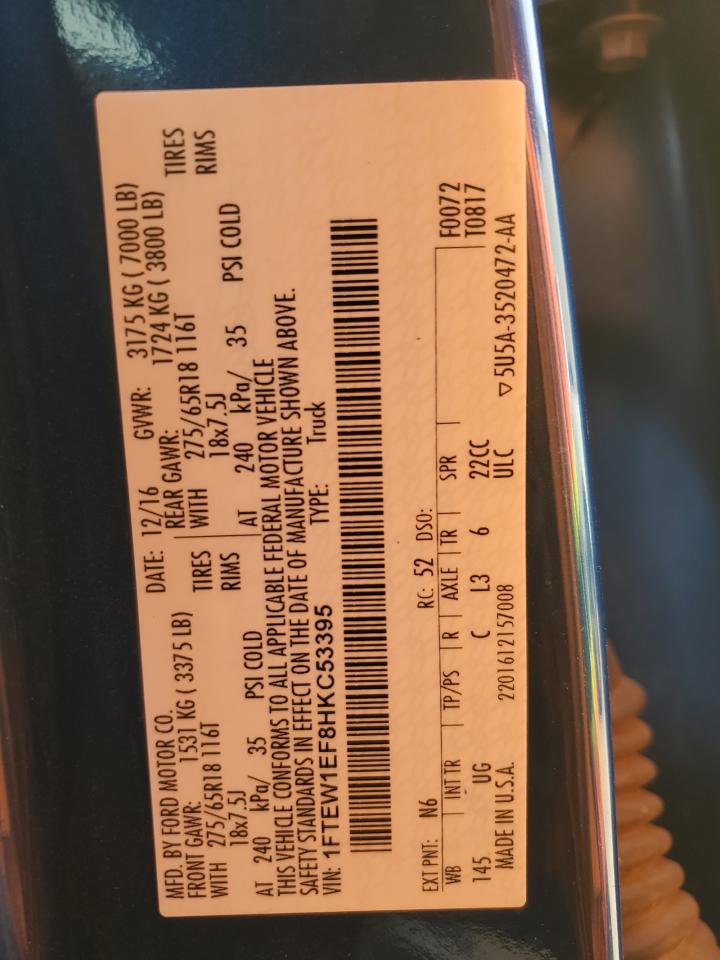 MFD. BY FORD MOTOR CO.
DATE: 12/16 GVWR: 3175 KG ( 7000 LB)
FRONT GAWR: 1531 KG ( 3375 LB)
REAR GAWR: 1724 KG ( 3800 LB)
WITH 275/65R18 116T TIRES
WITH 275/65R18 116T TIRES
18x7.5J RIMS
18x7.5J RIMS
AT 240 kPa/ 35 PSI COLD
AT 240 kPa/ 35 PSI COLD
THIS VEHICLE CONFORMS TO ALL APPLICABLE FEDERAL MOTOR VEHICLE
SAFETY STANDARDS IN EFFECT ON THE DATE OF MANUFACTURE SHOWN ABOVE.
VIN: 1FTEW1EF8HKC53395 TYPE: Truck
EXT PNT: N6 RC: 52 DSO:
WB INT TR TP/PS R AXLE TR SPR F0072
145 UG C L3 6 22CC T0817
MADE IN U.S.A. 2201612157008 ULC
▽5U5A-3520472-AA